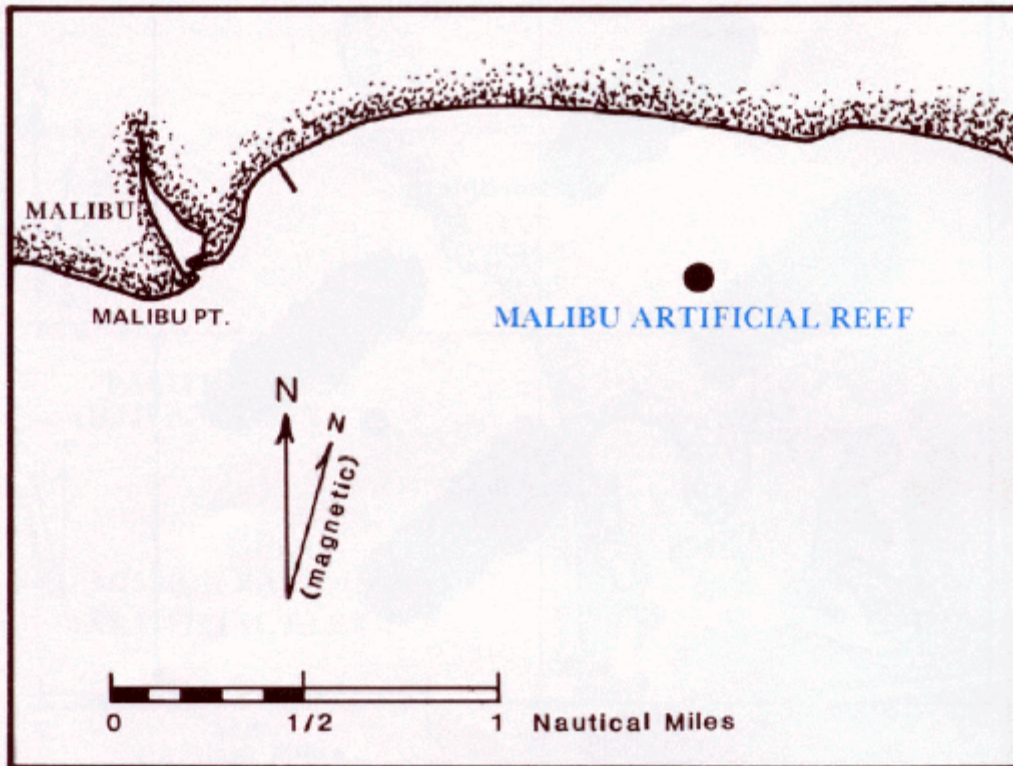 MALIBU
MALIBU PT.
MALIBU ARTIFICIAL REEF
N
N
(magnetic)
0 1/2 1 Nautical Miles